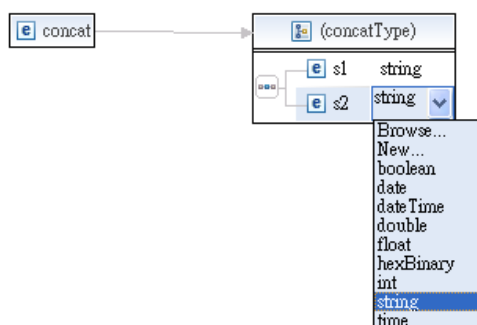 e concat
e (concatType)
e s1 string
e s2 string
Browse...
New...
boolean
date
dateTime
double
float
hexBinary
int
string
time